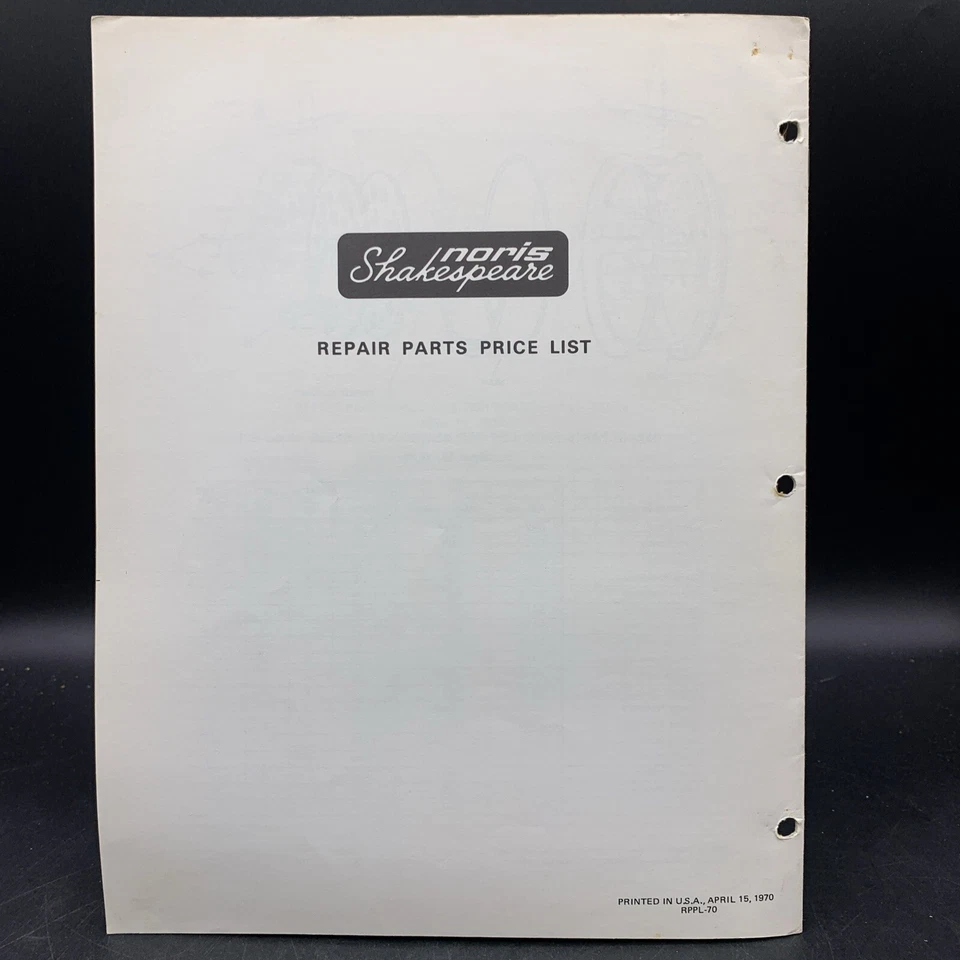 noris
Shakespeare
REPAIR PARTS PRICE LIST
PRINTED IN U.S.A., APRIL 15, 1970
RPPL-70